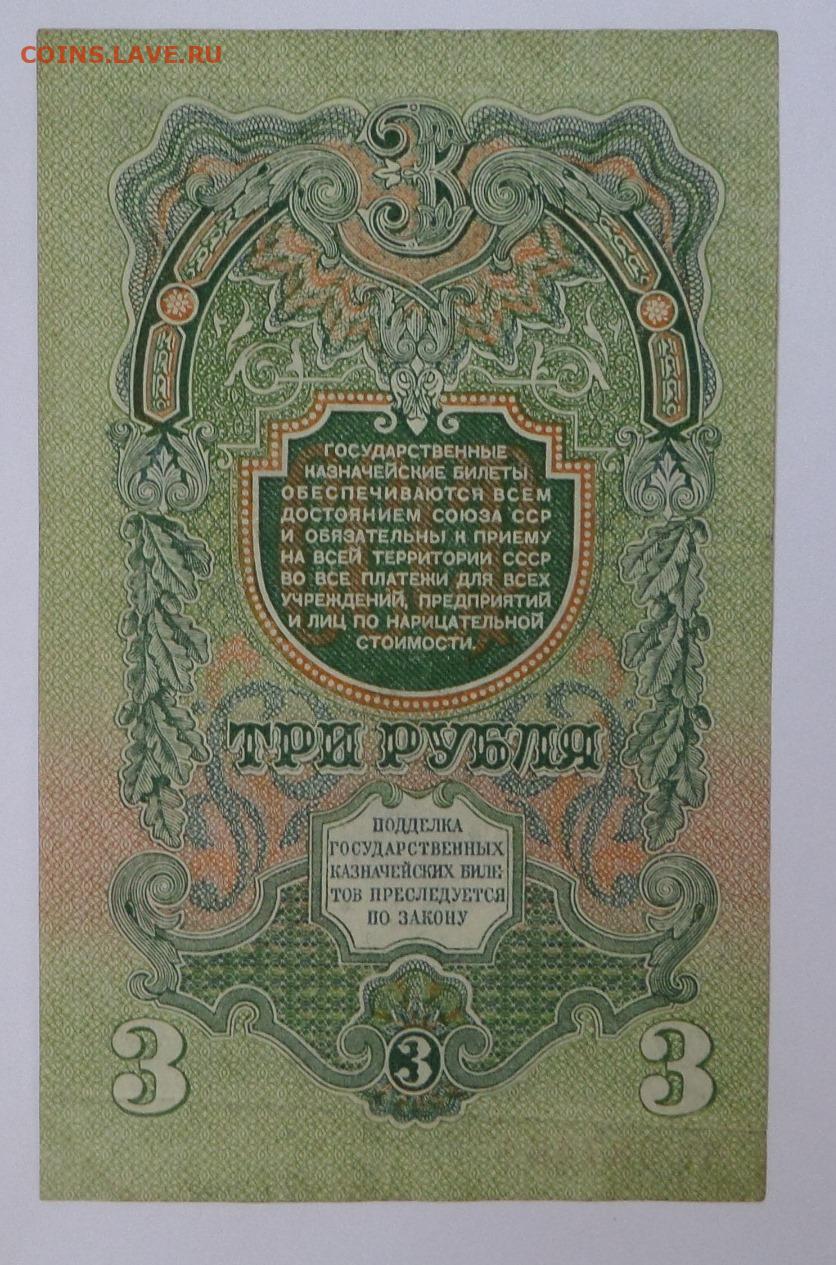 COINS.LAVE.RU
3
ГОСУДАРСТВЕННЫЕ
КАЗНАЧЕЙСКИЕ БИЛЕТЫ
ОБЕСПЕЧИВАЮТСЯ ВСЕМ
ДОСТОЯНИЕМ СОЮЗА ССР
И ОБЯЗАТЕЛЬНЫ К ПРИЕМУ
НА ВСЕЙ ТЕРРИТОРИИ СССР
ВО ВСЕ ПЛАТЕЖИ ДЛЯ ВСЕХ
УЧРЕЖДЕНИЙ, ПРЕДПРИЯТИЙ
И ЛИЦ ПО НАРИЦАТЕЛЬНОЙ
СТОИМОСТИ.
ТРИ РУБЛЯ
ПОДДЕЛКА
ГОСУДАРСТВЕННЫХ
КАЗНАЧЕЙСКИХ БИЛЕ-
ТОВ ПРЕСЛЕДУЕТСЯ
ПО ЗАКОНУ
3 3 3